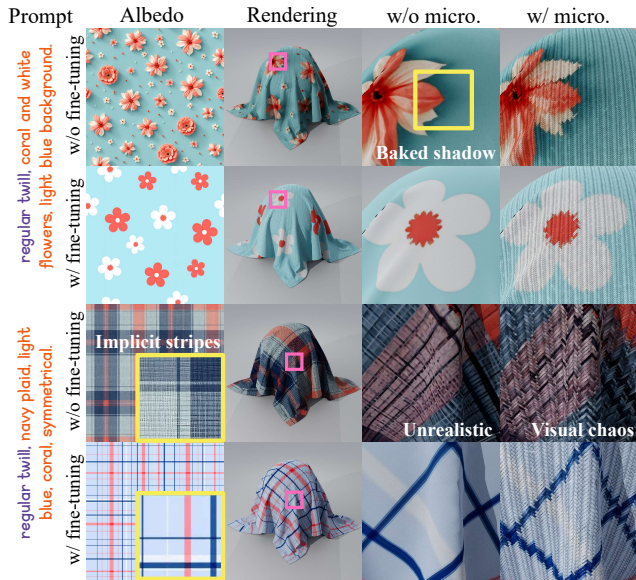 Prompt Albedo Rendering w/o micro. w/ micro.
regular twill, coral and white
flowers, light blue background.
w/o fine-tuning
Baked shadow
w/ fine-tuning
regular twill, navy plaid, light
blue, coral, symmetrical.
w/o fine-tuning
Implicit stripes
Unrealistic
Visual chaos
w/ fine-tuning